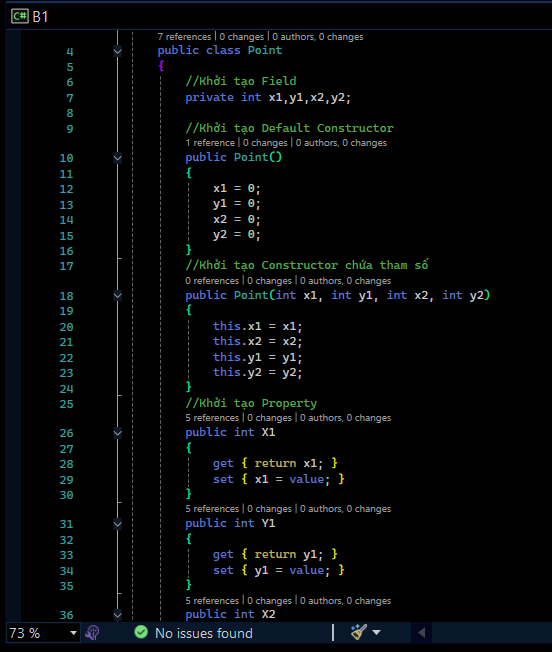 C# B1
7 references | 0 changes | 0 authors, 0 changes
4 public class Point
5 {
6 //Khởi tạo Field
7 private int x1,y1,x2,y2;
8
9 //Khởi tạo Default Constructor
1 reference | 0 changes | 0 authors, 0 changes
10 public Point()
11 {
12 x1 = 0;
13 y1 = 0;
14 x2 = 0;
15 y2 = 0;
16 }
17 //Khởi tạo Constructor chứa tham số
0 references | 0 changes | 0 authors, 0 changes
18 public Point(int x1, int y1, int x2, int y2)
19 {
20 this.x1 = x1;
21 this.x2 = x2;
22 this.y1 = y1;
23 this.y2 = y2;
24 }
25 //Khởi tạo Property
5 references | 0 changes | 0 authors, 0 changes
26 public int X1
27 {
28 get { return x1; }
29 set { x1 = value; }
30 }
5 references | 0 changes | 0 authors, 0 changes
31 public int Y1
32 {
33 get { return y1; }
34 set { y1 = value; }
35 }
5 references | 0 changes | 0 authors, 0 changes
36 public int X2
73 % No issues found